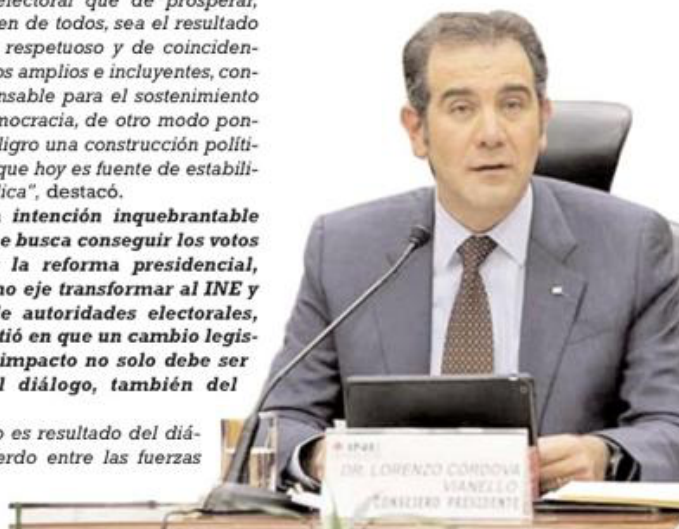 electoral que de prosperar,
en de todos, sea el resultado
respetuoso y de coinciden-
os amplios e incluyentes, con-
nsable para el sostenimiento
mocracia, de otro modo pon-
ligro una construcción políti-
que hoy es fuente de estabili-
lica", destacó.
intención inquebrantable
e busca conseguir los votos
la reforma presidencial,
no eje transformar al INE y
e autoridades electorales,
tió en que un cambio legis-
impacto no solo debe ser
l diálogo, también del
o es resultado del diá-
erdo entre las fuerzas
INE
DR. LORENZO CÓRDOVA
VIANELLO
CONSEJERO PRESIDENTE